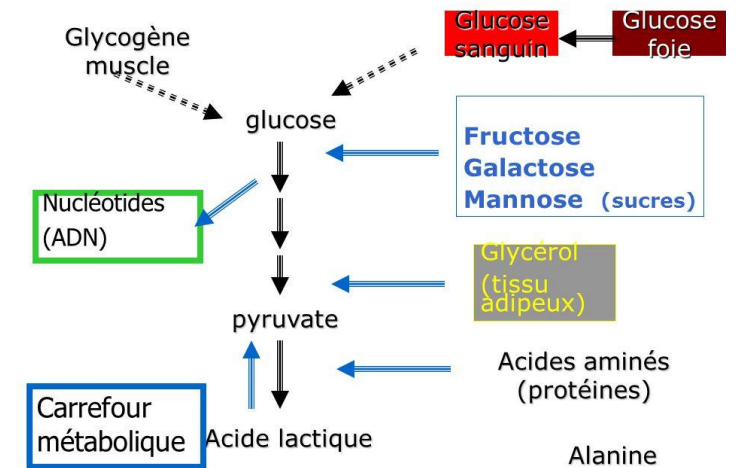 Glycogène
muscle
Glucose
sanguin
Glucose
foie
glucose
Fructose
Galactose
Mannose (sucres)
Nucléotides
(ADN)
Glycérol
(tissu
adipeux)
pyruvate
Acides aminés
(protéines)
Carrefour
métabolique
Acide lactique
Alanine